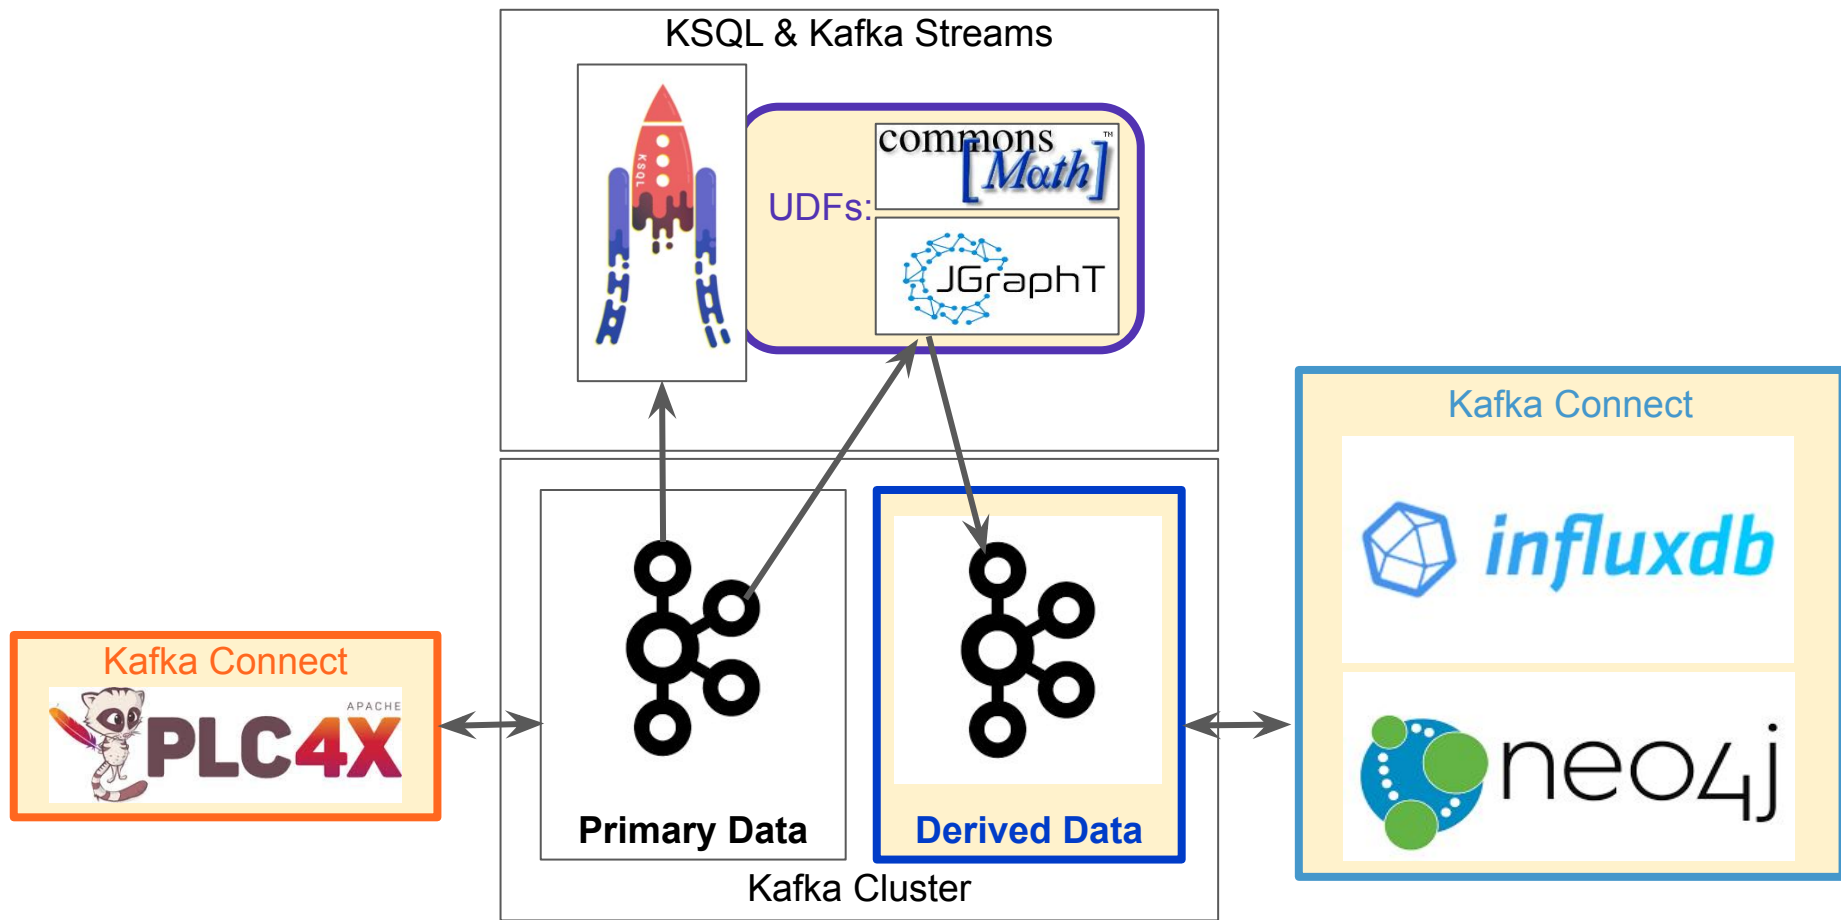 KSQL & Kafka Streams
KSQL
UDFs:
commons
[Math]
TM
JGraphT
Kafka Connect
influxdb
neo4j
Kafka Connect
APACHE
PLC4X
Primary Data
Derived Data
Kafka Cluster